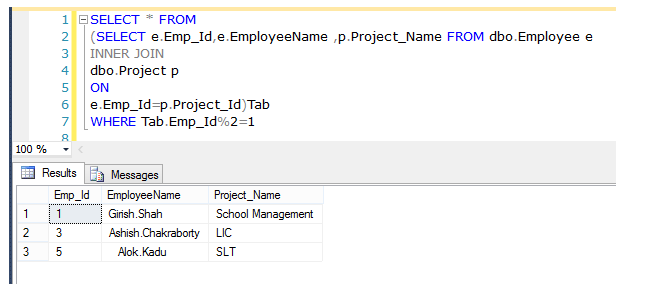 1 SELECT * FROM
2 (SELECT e.Emp_Id,e.EmployeeName ,p.Project_Name FROM dbo.Employee e
3 INNER JOIN
4 dbo.Project p
5 ON
6 e.Emp_Id=p.Project_Id)Tab
7 WHERE Tab.Emp_Id%2=1
8
100 %
Results Messages
Emp_Id EmployeeName Project_Name
1 1 Girish.Shah School Management
2 3 Ashish.Chakraborty LIC
3 5 Alok.Kadu SLT